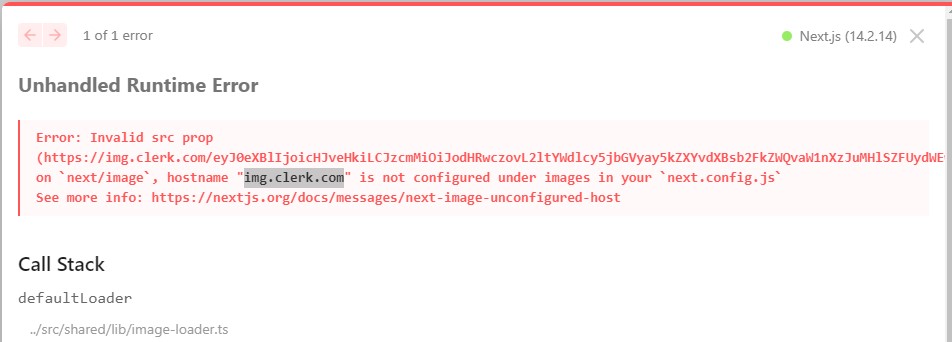 1 of 1 error
Next.js (14.2.14)
Unhandled Runtime Error
Error: Invalid src prop
(https://img.clerk.com/eyJ0eXBlIjoicHJveHkiLCJzcmMiOiJodHRwczovL2ltYWdlcy5jbGVyay5kZXYvdXBsb2FkZWQvaW1nXzJuMHlSZFUydWE
on `next/image`, hostname "img.clerk.com" is not configured under images in your `next.config.js`
See more info: https://nextjs.org/docs/messages/next-image-unconfigured-host
Call Stack
defaultLoader
../src/shared/lib/image-loader.ts